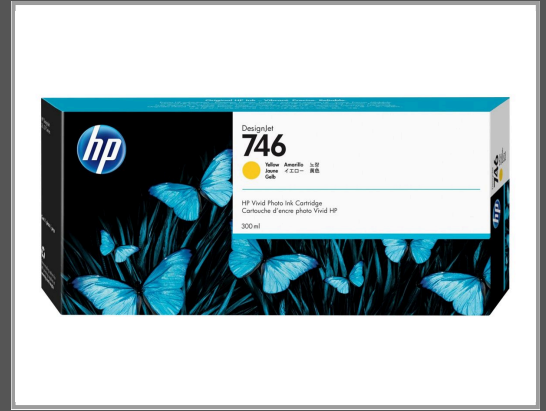 hp
DesignJet
746
Yellow Amarillo 노랑
Jaune イエロー 黄色
Gelb
HP Vivid Photo Ink Cartridge
Cartouche d'encre photo Vivid HP
300 ml
746
hp